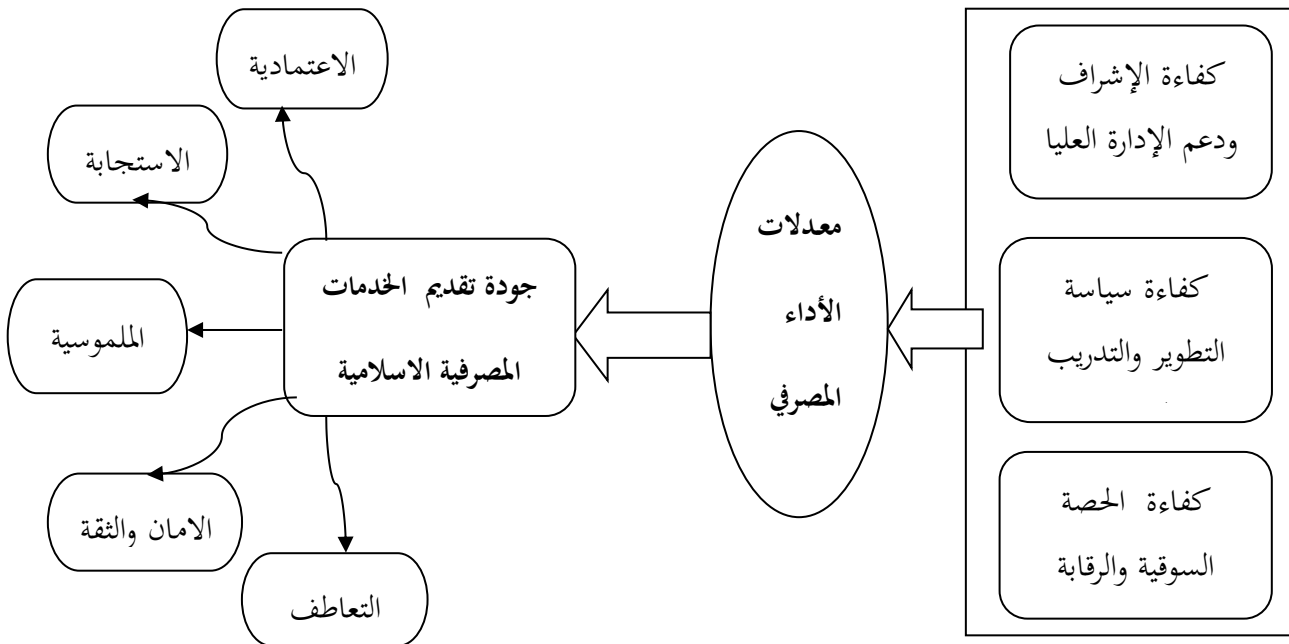 كفاءة الإشراف
ودعم الإدارة العليا
كفاءة سياسة
التطوير والتدريب
كفاءة الحصة
السوقية والرقابة
معدلات
الأداء
المصرفي
جودة تقديم الخدمات
المصرفية الاسلامية
الاعتمادية
الاستجابة
الملموسية
الامان والثقة
التعاطف